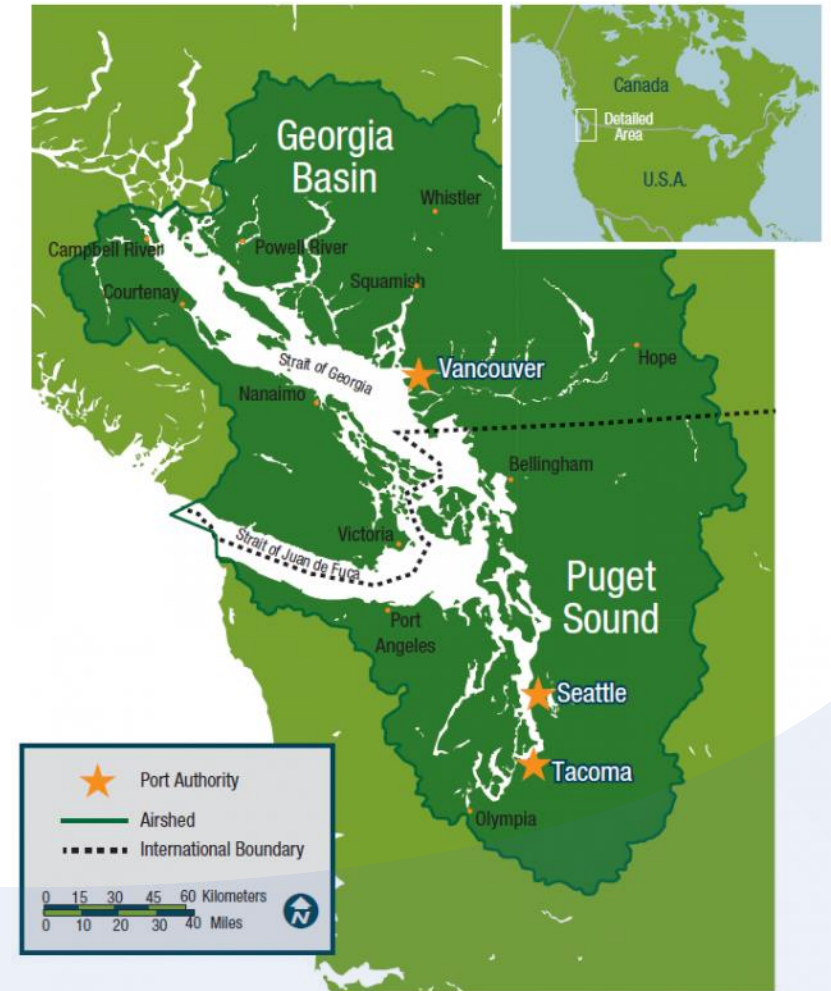 Georgia
Basin
Canada
Detailed
Area
U.S.A.
Whistler
Campbell River
Powell River
Squamish
Courtenay
Strait of Georgia
Vancouver
Hope
Nanaimo
Bellingham
Victoria
Strait of Juan de Fuca
Puget
Sound
Port
Angeles
Seattle
Tacoma
Olympia
Port Authority
Airshed
International Boundary
0 15 30 45 60 Kilometers
0 10 20 30 40 Miles
N